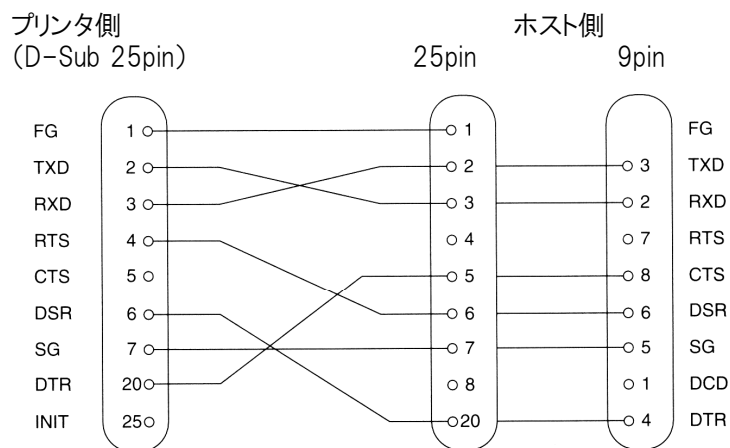 プリンタ側 ホスト側
(D-Sub 25pin) 25pin 9pin
FG 1 1 FG
TXD 2 2 3 TXD
RXD 3 3 2 RXD
RTS 4 4 7 RTS
CTS 5 5 8 CTS
DSR 6 6 6 DSR
SG 7 7 5 SG
DTR 20 8 1 DCD
INIT 25 20 4 DTR